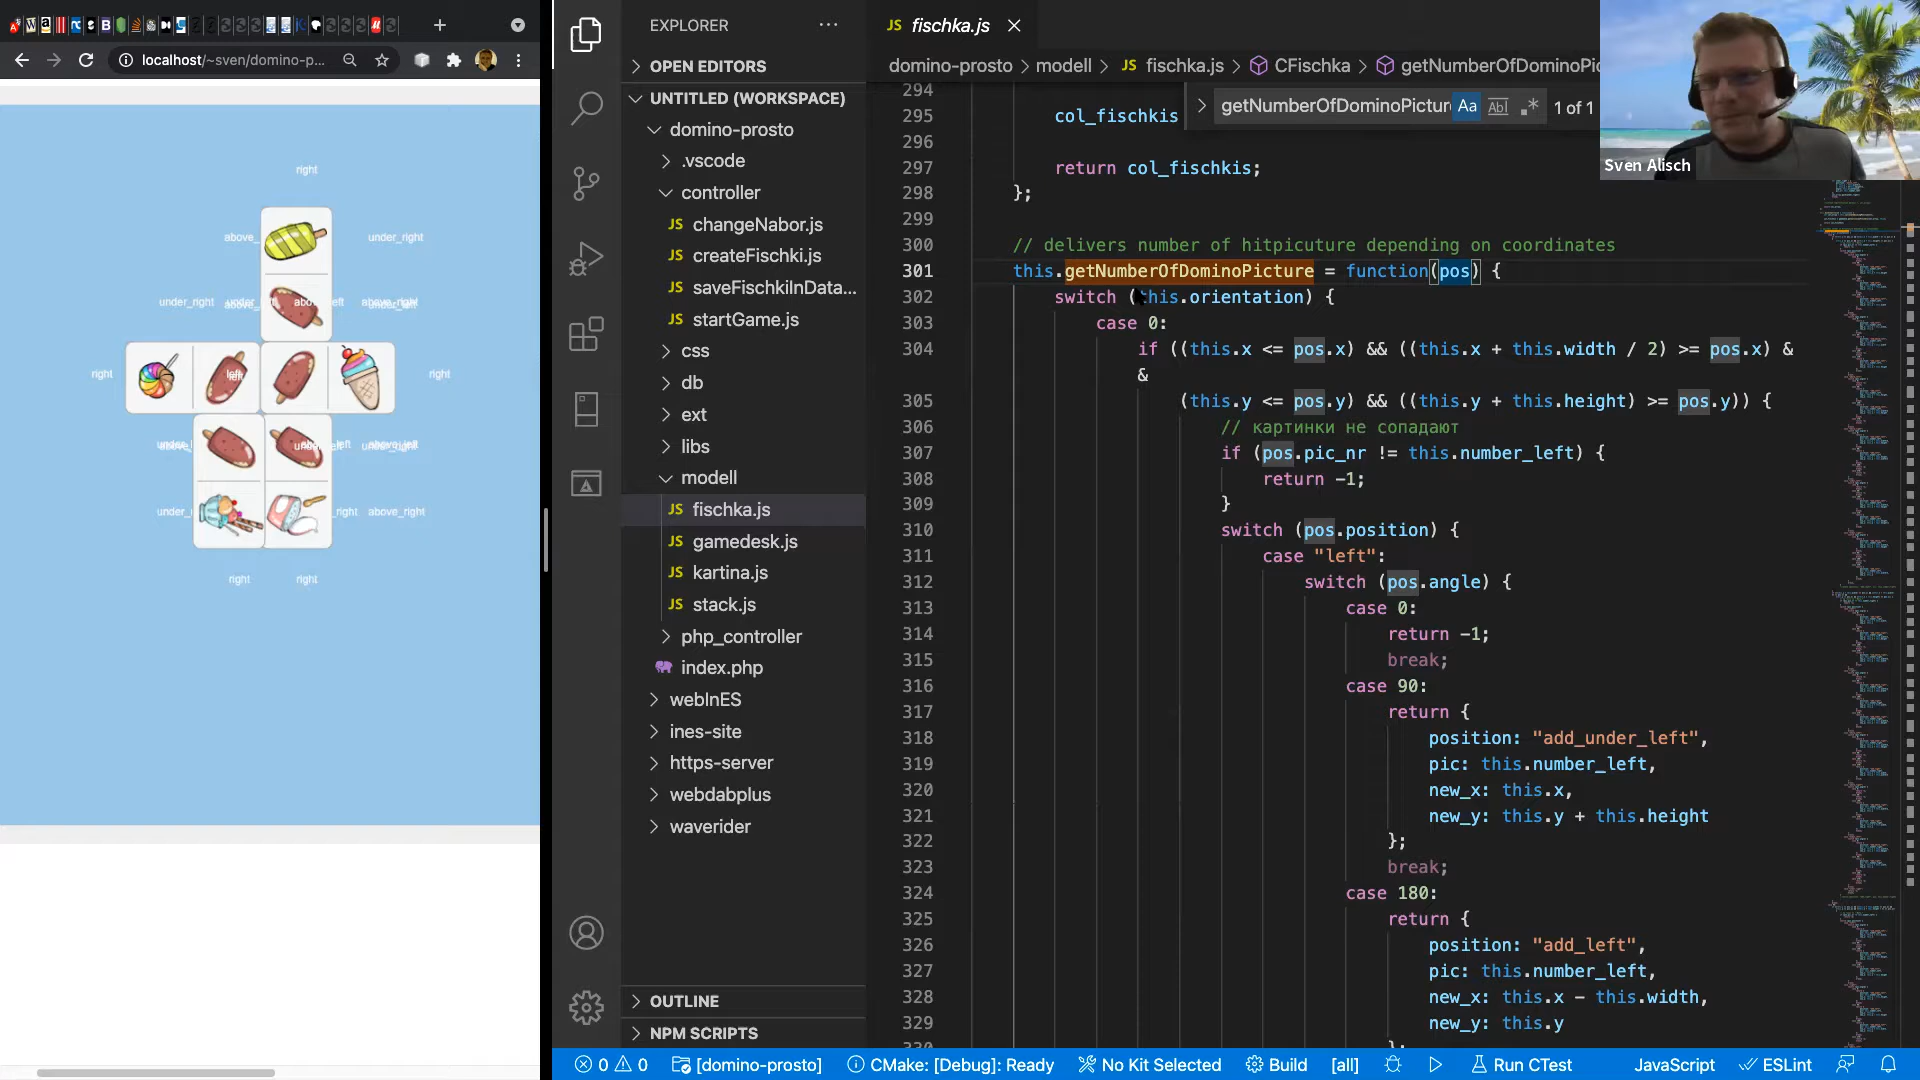 localhost/~sven/domino-p...
right
above_
under_right
under_right
above_right
right
left
right
above_left
under_right
under_
_right
above_right
right
right
EXPLORER
OPEN EDITORS
UNTITLED (WORKSPACE)
domino-prosto
.vscode
controller
JS changeNabor.js
JS createFischki.js
JS saveFischkiInData...
JS startGame.js
css
db
ext
libs
modell
JS fischka.js
JS gamedesk.js
JS kartina.js
JS stack.js
php_controller
index.php
webInES
ines-site
https-server
webdabplus
waverider
OUTLINE
NPM SCRIPTS
JS fischka.js
domino-prosto > modell > JS fischka.js > CFischka > getNumberOfDominoPic
getNumberOfDominoPictur Aa Abl .* 1 of 1
Sven Alisch
294
295 col_fischkis
296
297 return col_fischkis;
298 };
299
300 // delivers number of hitpicuture depending on coordinates
301 this.getNumberOfDominoPicture = function(pos) {
302 switch (this.orientation) {
303 case 0:
304 if ((this.x <= pos.x) && ((this.x + this.width / 2) >= pos.x) &
&
305 (this.y <= pos.y) && ((this.y + this.height) >= pos.y)) {
306 // картинки не сопадают
307 if (pos.pic_nr != this.number_left) {
308 return -1;
309 }
310 switch (pos.position) {
311 case "left":
312 switch (pos.angle) {
313 case 0:
314 return -1;
315 break;
316 case 90:
317 return {
318 position: "add_under_left",
319 pic: this.number_left,
320 new_x: this.x,
321 new_y: this.y + this.height
322 };
323 break;
324 case 180:
325 return {
326 position: "add_left",
327 pic: this.number_left,
328 new_x: this.x - this.width,
329 new_y: this.y
0 0 [domino-prosto] CMake: [Debug]: Ready No Kit Selected Build [all] Run CTest JavaScript ESLint